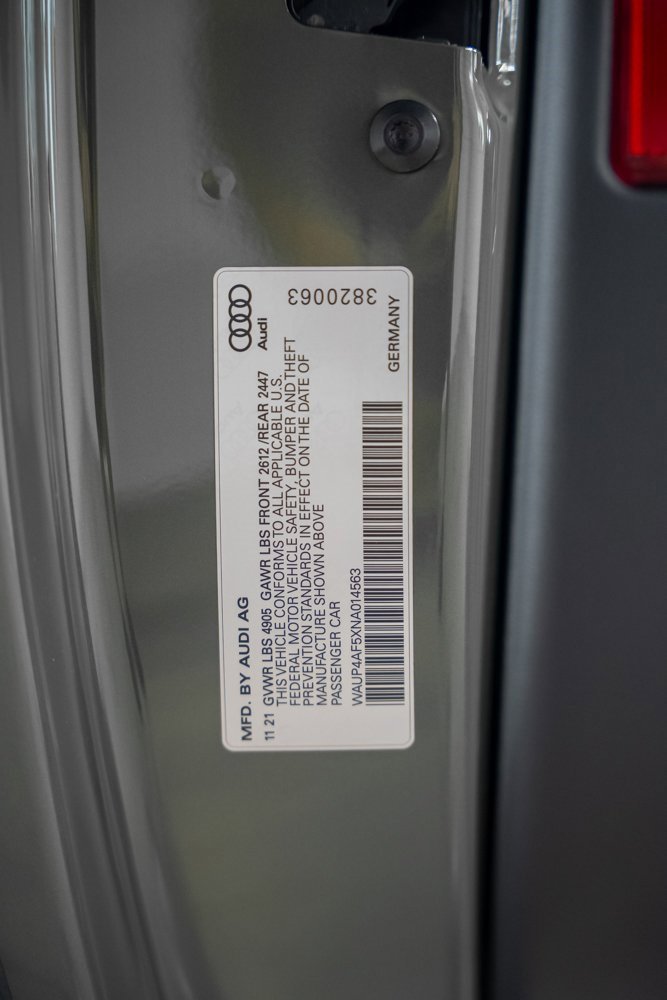 MFD. BY AUDI AG
Audi
11 21 GVWR LBS 4905 GAWR LBS FRONT 2612 /REAR 2447
THIS VEHICLE CONFORMS TO ALL APPLICABLE U.S.
FEDERAL MOTOR VEHICLE SAFETY, BUMPER AND THEFT
PREVENTION STANDARDS IN EFFECT ON THE DATE OF
MANUFACTURE SHOWN ABOVE
PASSENGER CAR
WAUP4AF5XNA014563
GERMANY
3820063